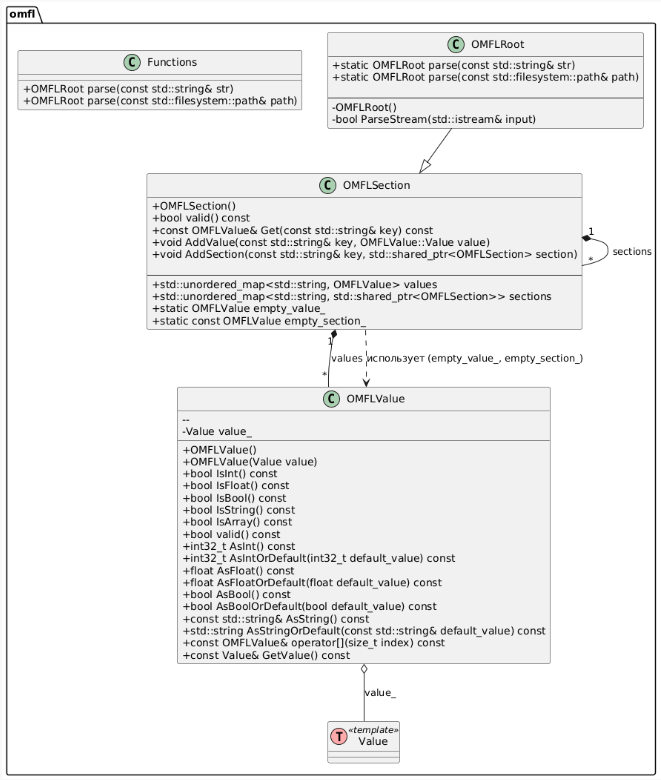 omfl
C Functions
+OMFLRoot parse(const std::string& str)
+OMFLRoot parse(const std::filesystem::path& path)
C OMFLRoot
+static OMFLRoot parse(const std::string& str)
+static OMFLRoot parse(const std::filesystem::path& path)
-OMFLRoot()
-bool ParseStream(std::istream& input)
C OMFLSection
+OMFLSection()
+bool valid() const
+const OMFLValue& Get(const std::string& key) const
+void AddValue(const std::string& key, OMFLValue::Value value)
+void AddSection(const std::string& key, std::shared_ptr<OMFLSection> section)
+std::unordered_map<std::string, OMFLValue> values
+std::unordered_map<std::string, std::shared_ptr<OMFLSection>> sections
+static OMFLValue empty_value_
+static const OMFLValue empty_section_
1
sections
*
1
values
использует (empty_value_, empty_section_)
*
C OMFLValue
--
-Value value_
+OMFLValue()
+OMFLValue(Value value)
+bool IsInt() const
+bool IsFloat() const
+bool IsBool() const
+bool IsString() const
+bool IsArray() const
+bool valid() const
+int32_t AsInt() const
+int32_t AsIntOrDefault(int32_t default_value) const
+float AsFloat() const
+float AsFloatOrDefault(float default_value) const
+bool AsBool() const
+bool AsBoolOrDefault(bool default_value) const
+const std::string& AsString() const
+std::string AsStringOrDefault(const std::string& default_value) const
+const OMFLValue& operator[](size_t index) const
+const Value& GetValue() const
value_
T «template»
Value